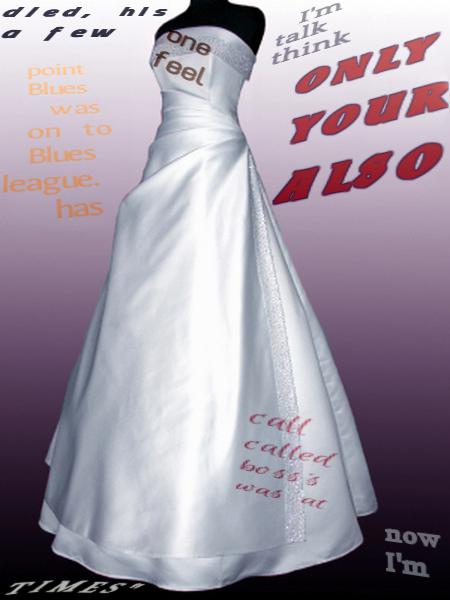 died, his
a few
I'm
talk
think
one
feel
ONLY
YOUR
ALSO
point
Blues
was
on to
Blues
league.
has
call
called
boss's
was at
now
I'm
TIMES"